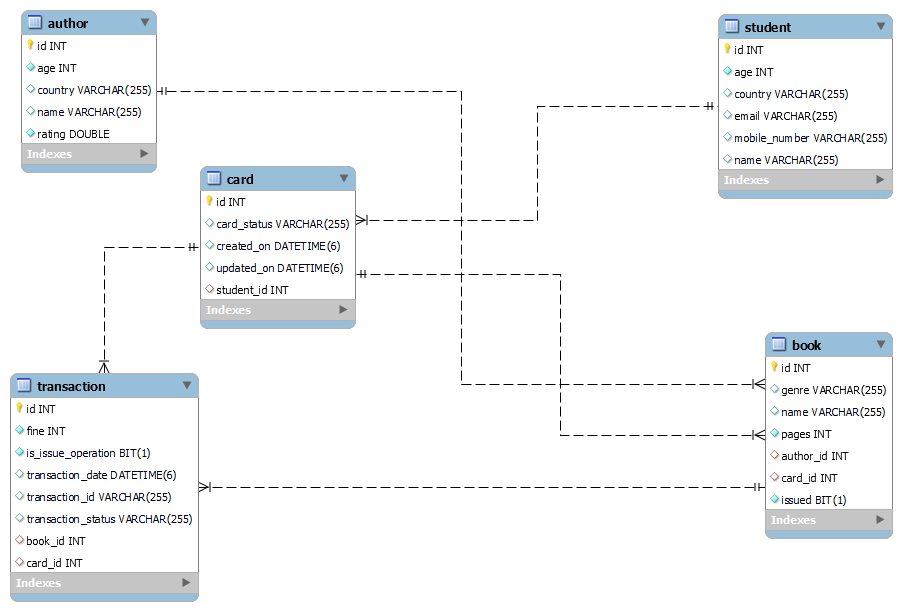 author
id INT
age INT
country VARCHAR(255)
name VARCHAR(255)
rating DOUBLE
Indexes
student
id INT
age INT
country VARCHAR(255)
email VARCHAR(255)
mobile_number VARCHAR(255)
name VARCHAR(255)
Indexes
card
id INT
card_status VARCHAR(255)
created_on DATETIME(6)
updated_on DATETIME(6)
student_id INT
Indexes
book
id INT
genre VARCHAR(255)
name VARCHAR(255)
pages INT
author_id INT
card_id INT
issued BIT(1)
Indexes
transaction
id INT
fine INT
is_issue_operation BIT(1)
transaction_date DATETIME(6)
transaction_id VARCHAR(255)
transaction_status VARCHAR(255)
book_id INT
card_id INT
Indexes